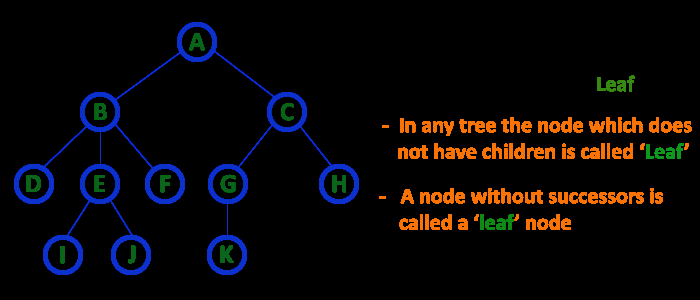 A
B C
D E F G H
I J K
Leaf
- In any tree the node which does
not have children is called ‘Leaf’
- A node without successors is
called a ‘leaf’ node